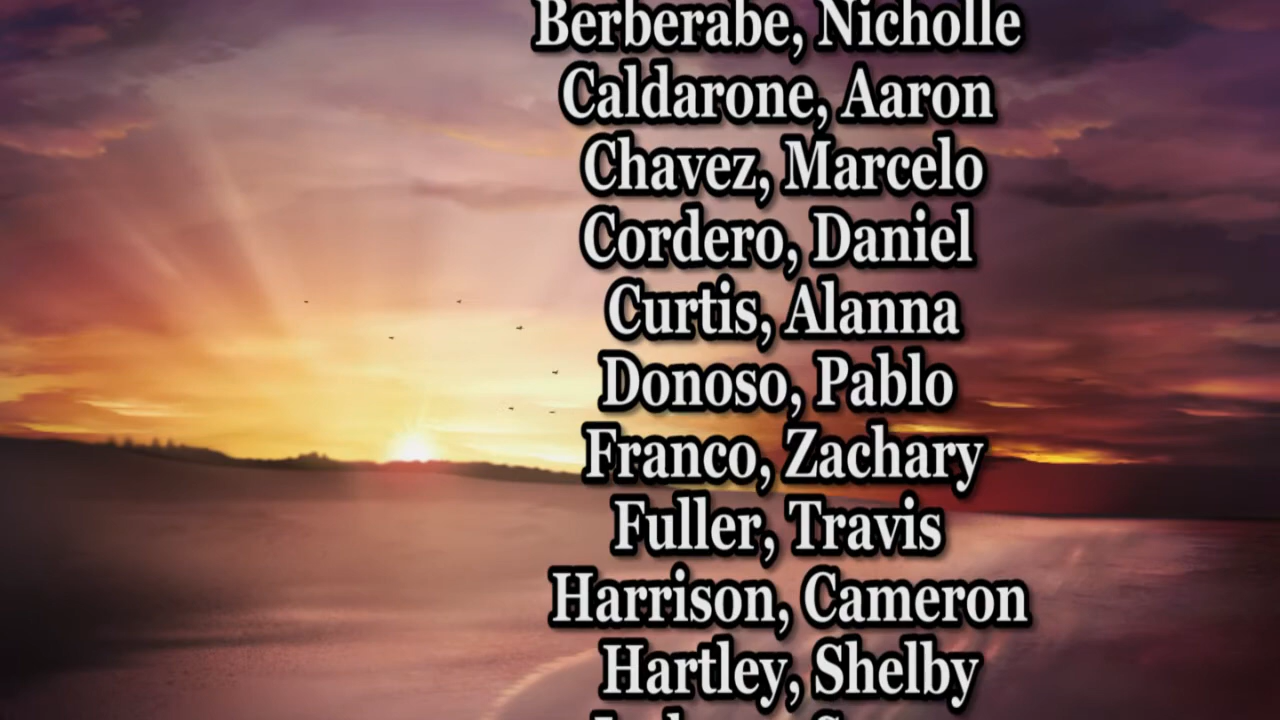 Berberabe, Nicholle
Caldarone, Aaron
Chavez, Marcelo
Cordero, Daniel
Curtis, Alanna
Donoso, Pablo
Franco, Zachary
Fuller, Travis
Harrison, Cameron
Hartley, Shelby